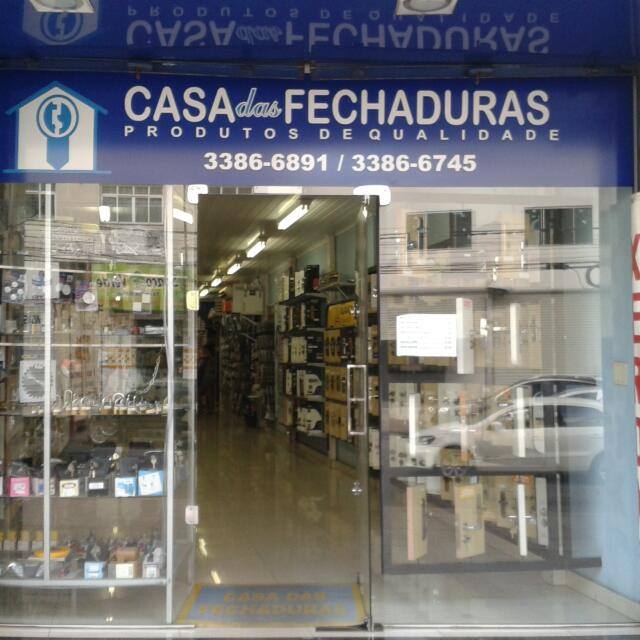 CASA das FECHADURAS
PRODUTOS DE QUALIDADE
3386-6891 / 3386-6745
CASA DAS
FECHADURAS